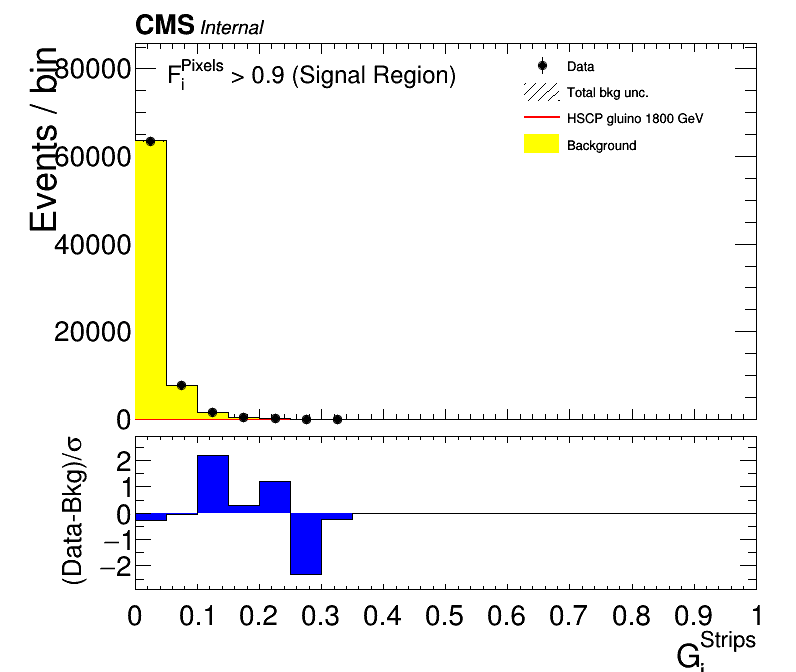 CMS Internal
Events / bin
80000
60000
40000
20000
0
F_i^Pixels > 0.9 (Signal Region)
Data
Total bkg unc.
HSCP gluino 1800 GeV
Background
(Data-Bkg)/σ
2
1
0
−1
−2
0 0.1 0.2 0.3 0.4 0.5 0.6 0.7 0.8 0.9 1
G_i^Strips